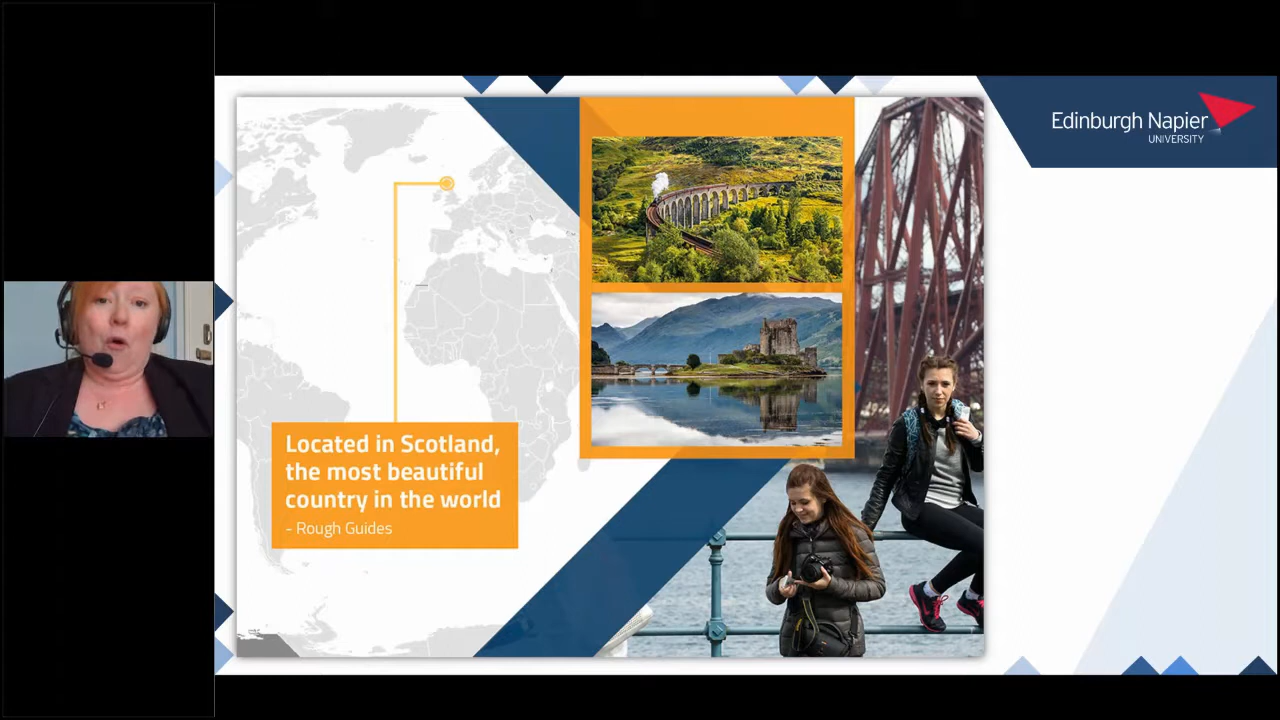 Edinburgh Napier
UNIVERSITY
Located in Scotland,
the most beautiful
country in the world
- Rough Guides